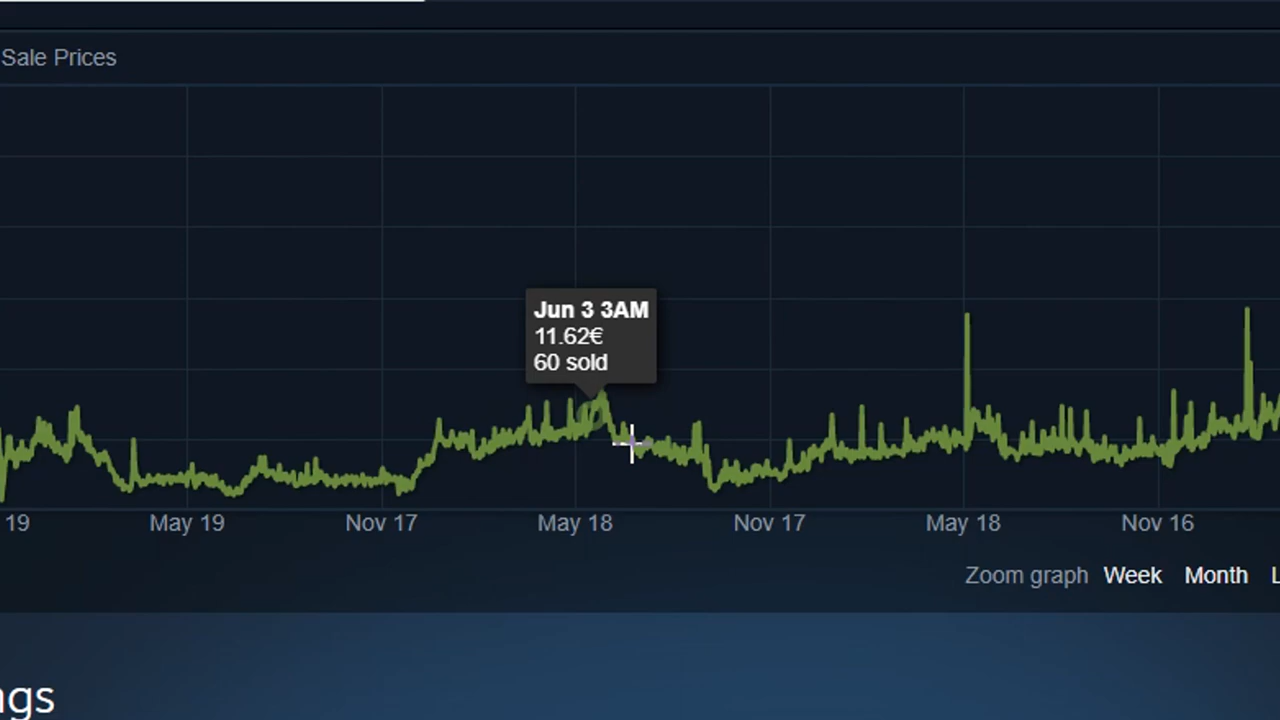 Sale Prices
Jun 3 3AM
11.62€
60 sold
19 May 19 Nov 17 May 18 Nov 17 May 18 Nov 16
Zoom graph Week Month L
ngs